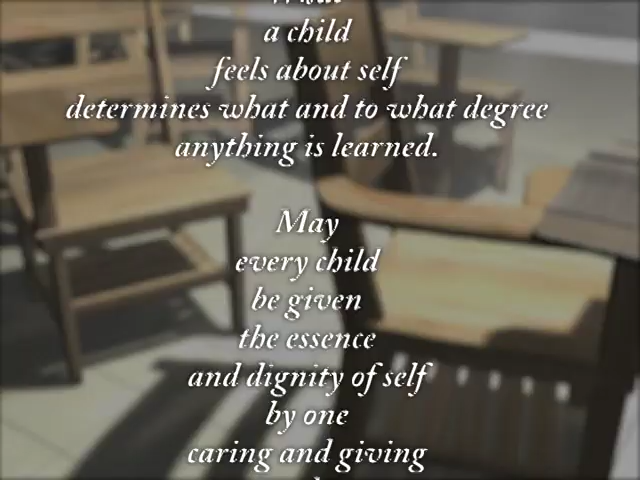 a child
feels about self
determines what and to what degree
anything is learned.
May
every child
be given
the essence
and dignity of self
by one
caring and giving